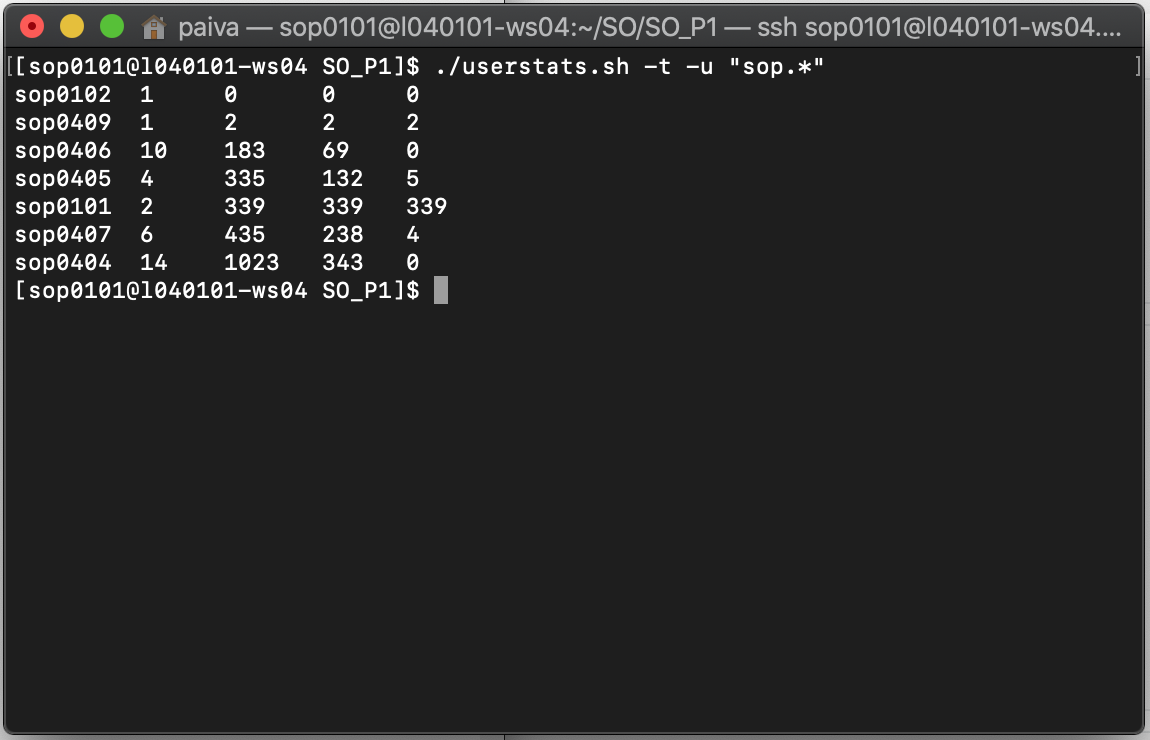 paiva — sop0101@l040101-ws04:~/SO/SO_P1 — ssh sop0101@l040101-ws04....
[[sop0101@l040101-ws04 SO_P1]$ ./userstats.sh -t -u "sop.*" ]
sop0102 1 0 0 0
sop0409 1 2 2 2
sop0406 10 183 69 0
sop0405 4 335 132 5
sop0101 2 339 339 339
sop0407 6 435 238 4
sop0404 14 1023 343 0
[sop0101@l040101-ws04 SO_P1]$